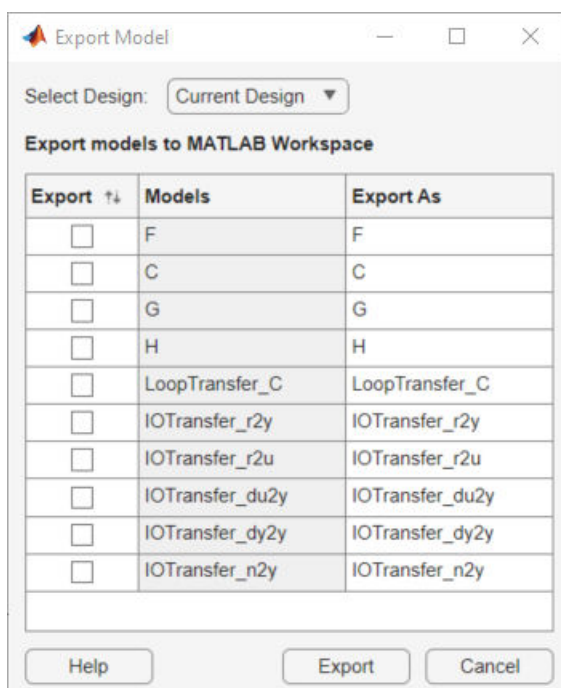 Export Model
Select Design: Current Design
Export models to MATLAB Workspace
Export Models Export As
F F
C C
G G
H H
LoopTransfer_C LoopTransfer_C
IOTransfer_r2y IOTransfer_r2y
IOTransfer_r2u IOTransfer_r2u
IOTransfer_du2y IOTransfer_du2y
IOTransfer_dy2y IOTransfer_dy2y
IOTransfer_n2y IOTransfer_n2y
Help Export Cancel